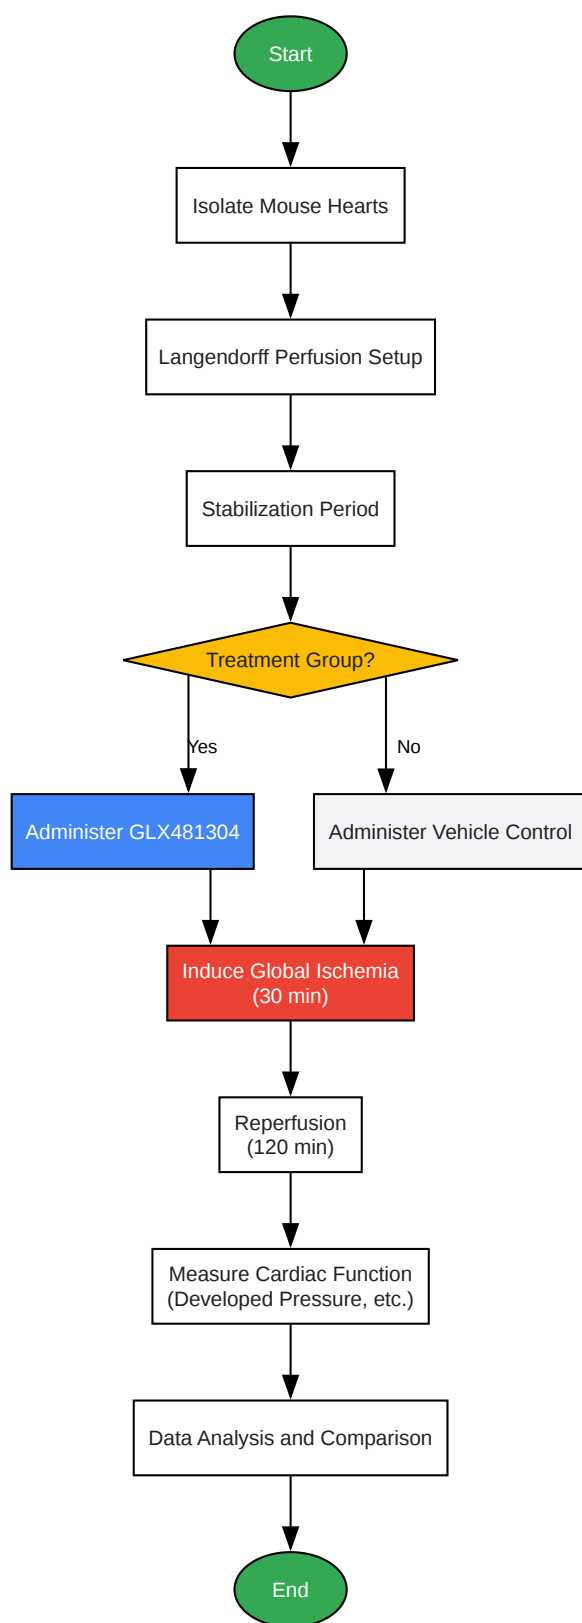 Start
Isolate Mouse Hearts
Langendorff Perfusion Setup
Stabilization Period
Treatment Group?
Yes
No
Administer GLX481304
Administer Vehicle Control
Induce Global Ischemia
(30 min)
Reperfusion
(120 min)
Measure Cardiac Function
(Developed Pressure, etc.)
Data Analysis and Comparison
End